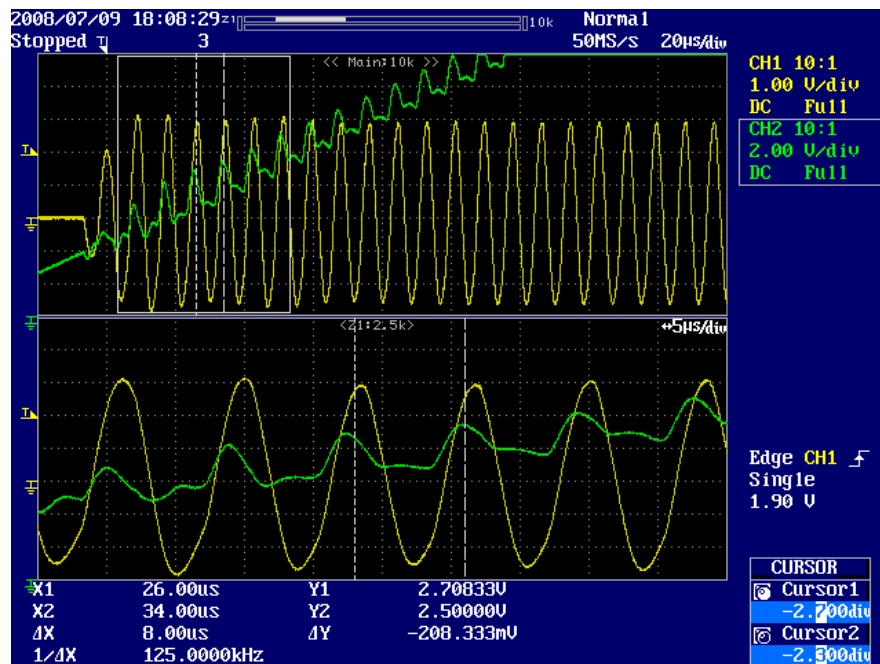 2008/07/09 18:08:29 Z1 10k Normal
Stopped T 3 50MS/s 20µs/div
<< Main:10k >>
CH1 10:1
1.00 V/div
DC Full
CH2 10:1
2.00 V/div
DC Full
T
<Z1:2.5k> 5µs/div
T
Edge CH1
Single
1.90 V
X1 26.00us Y1 2.70833V
X2 34.00us Y2 2.50000V
ΔX 8.00us ΔY -208.333mV
1/ΔX 125.0000kHz
CURSOR
Cursor1
-2.700div
Cursor2
-2.300div